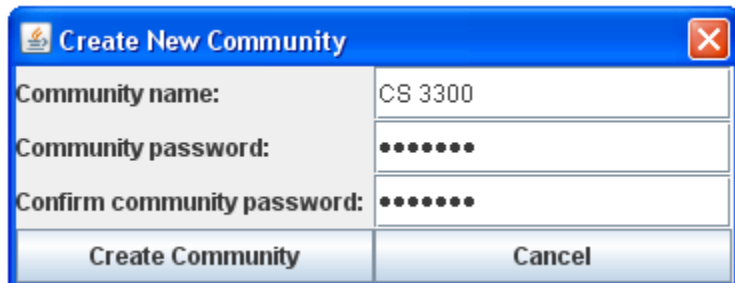 Create New Community
Community name: CS 3300
Community password: •••••••
Confirm community password: •••••••
Create Community Cancel